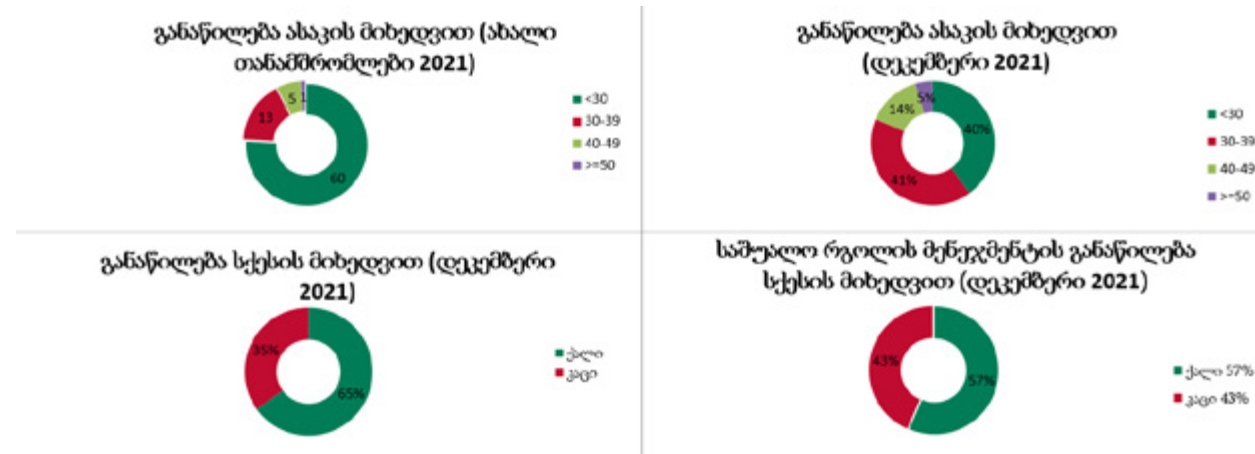 განაწილება ასაკის მიხედვით (ახალი
თანამშრომლები 2021)
5 1
13
60
<30
30-39
40-49
>=50
განაწილება ასაკის მიხედვით
(დეკემბერი 2021)
5%
14%
40%
41%
<30
30-39
40-49
>=50
განაწილება სქესის მიხედვით (დეკემბერი
2021)
35%
65%
ქალი
კაცი
საშუალო რგოლის მენეჯმენტის განაწილება
სქესის მიხედვით (დეკემბერი 2021)
43%
57%
ქალი 57%
კაცი 43%